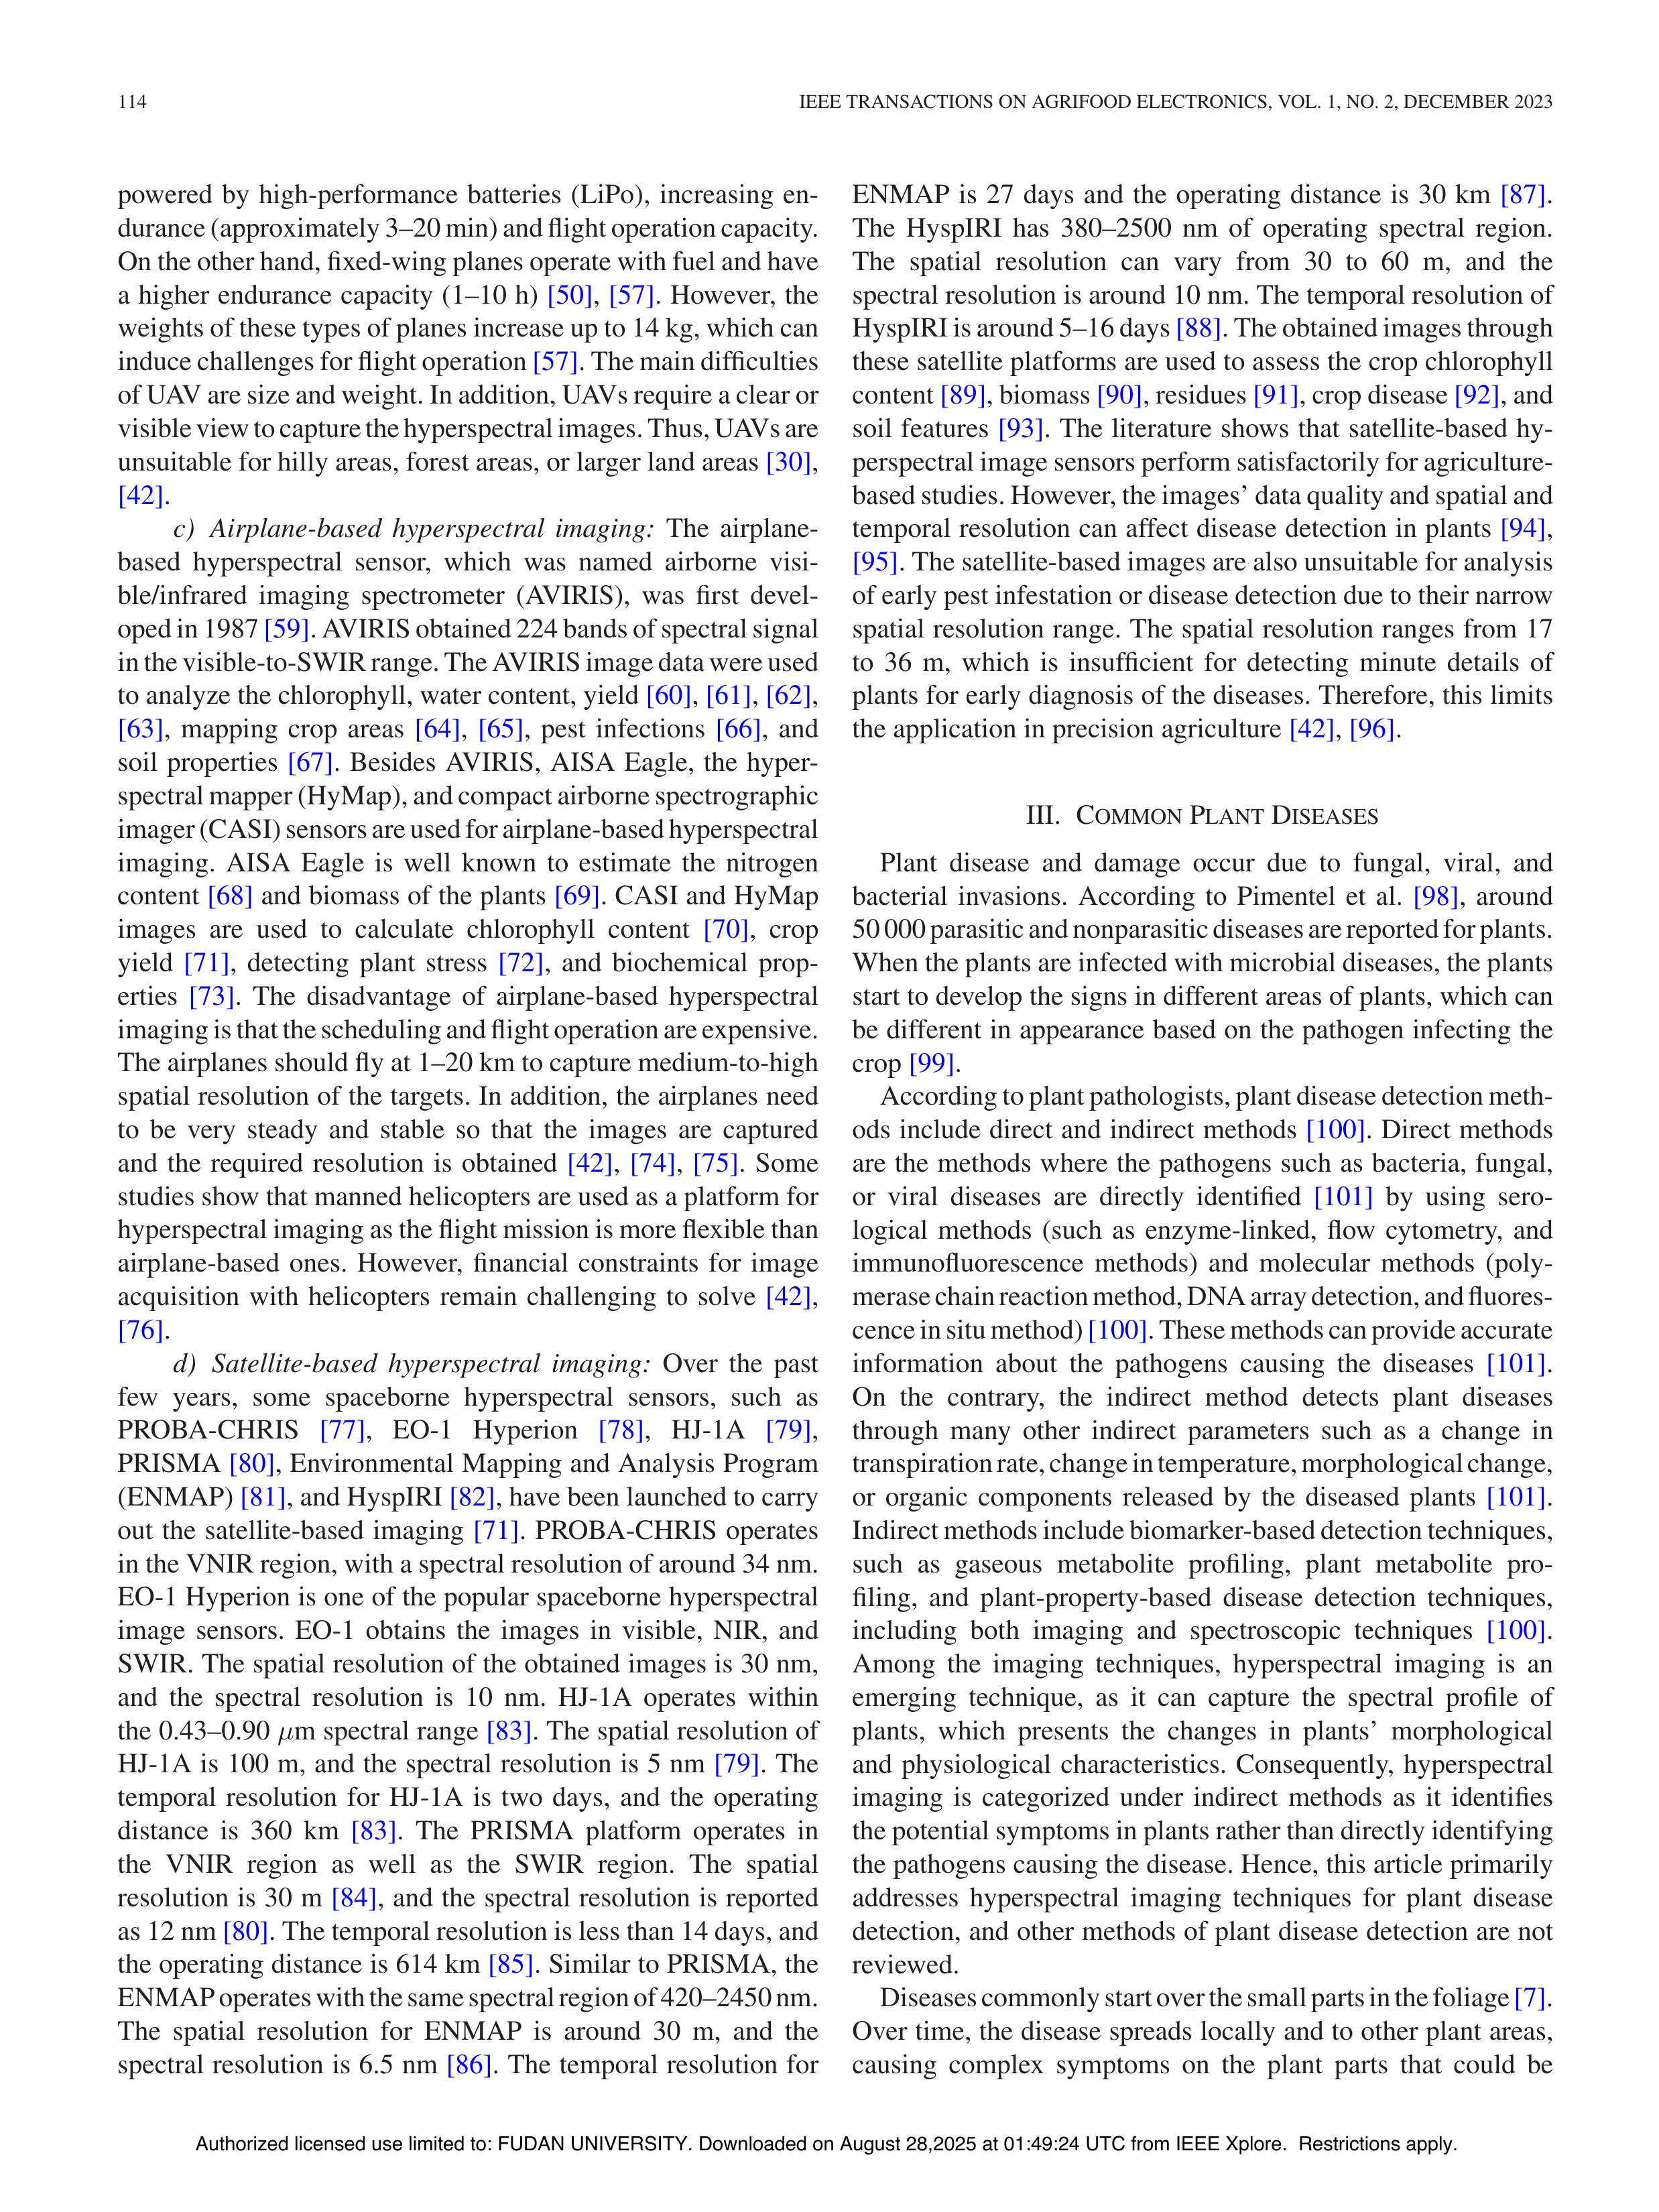 114
IEEE TRANSACTIONS ON AGRIFOOD ELECTRONICS, VOL. 1, NO. 2, DECEMBER 2023
powered by high-performance batteries (LiPo), increasing en-
durance (approximately 3–20 min) and flight operation capacity.
On the other hand, fixed-wing planes operate with fuel and have
a higher endurance capacity (1–10 h) [50], [57]. However, the
weights of these types of planes increase up to 14 kg, which can
induce challenges for flight operation [57]. The main difficulties
of UAV are size and weight. In addition, UAVs require a clear or
visible view to capture the hyperspectral images. Thus, UAVs are
unsuitable for hilly areas, forest areas, or larger land areas [30],
[42].
c) Airplane-based hyperspectral imaging: The airplane-
based hyperspectral sensor, which was named airborne visi-
ble/infrared imaging spectrometer (AVIRIS), was first devel-
oped in 1987 [59]. AVIRIS obtained 224 bands of spectral signal
in the visible-to-SWIR range. The AVIRIS image data were used
to analyze the chlorophyll, water content, yield [60], [61], [62],
[63], mapping crop areas [64], [65], pest infections [66], and
soil properties [67]. Besides AVIRIS, AISA Eagle, the hyper-
spectral mapper (HyMap), and compact airborne spectrographic
imager (CASI) sensors are used for airplane-based hyperspectral
imaging. AISA Eagle is well known to estimate the nitrogen
content [68] and biomass of the plants [69]. CASI and HyMap
images are used to calculate chlorophyll content [70], crop
yield [71], detecting plant stress [72], and biochemical prop-
erties [73]. The disadvantage of airplane-based hyperspectral
imaging is that the scheduling and flight operation are expensive.
The airplanes should fly at 1–20 km to capture medium-to-high
spatial resolution of the targets. In addition, the airplanes need
to be very steady and stable so that the images are captured
and the required resolution is obtained [42], [74], [75]. Some
studies show that manned helicopters are used as a platform for
hyperspectral imaging as the flight mission is more flexible than
airplane-based ones. However, financial constraints for image
acquisition with helicopters remain challenging to solve [42],
[76].
d) Satellite-based hyperspectral imaging: Over the past
few years, some spaceborne hyperspectral sensors, such as
PROBA-CHRIS [77], EO-1 Hyperion [78], HJ-1A [79],
PRISMA [80], Environmental Mapping and Analysis Program
(ENMAP) [81], and HyspIRI [82], have been launched to carry
out the satellite-based imaging [71]. PROBA-CHRIS operates
in the VNIR region, with a spectral resolution of around 34 nm.
EO-1 Hyperion is one of the popular spaceborne hyperspectral
image sensors. EO-1 obtains the images in visible, NIR, and
SWIR. The spatial resolution of the obtained images is 30 nm,
and the spectral resolution is 10 nm. HJ-1A operates within
the 0.43–0.90 μm spectral range [83]. The spatial resolution of
HJ-1A is 100 m, and the spectral resolution is 5 nm [79]. The
temporal resolution for HJ-1A is two days, and the operating
distance is 360 km [83]. The PRISMA platform operates in
the VNIR region as well as the SWIR region. The spatial
resolution is 30 m [84], and the spectral resolution is reported
as 12 nm [80]. The temporal resolution is less than 14 days, and
the operating distance is 614 km [85]. Similar to PRISMA, the
ENMAP operates with the same spectral region of 420–2450 nm.
The spatial resolution for ENMAP is around 30 m, and the
spectral resolution is 6.5 nm [86]. The temporal resolution for
ENMAP is 27 days and the operating distance is 30 km [87].
The HyspIRI has 380–2500 nm of operating spectral region.
The spatial resolution can vary from 30 to 60 m, and the
spectral resolution is around 10 nm. The temporal resolution of
HyspIRI is around 5–16 days [88]. The obtained images through
these satellite platforms are used to assess the crop chlorophyll
content [89], biomass [90], residues [91], crop disease [92], and
soil features [93]. The literature shows that satellite-based hy-
perspectral image sensors perform satisfactorily for agriculture-
based studies. However, the images’ data quality and spatial and
temporal resolution can affect disease detection in plants [94],
[95]. The satellite-based images are also unsuitable for analysis
of early pest infestation or disease detection due to their narrow
spatial resolution range. The spatial resolution ranges from 17
to 36 m, which is insufficient for detecting minute details of
plants for early diagnosis of the diseases. Therefore, this limits
the application in precision agriculture [42], [96].
III. COMMON PLANT DISEASES
Plant disease and damage occur due to fungal, viral, and
bacterial invasions. According to Pimentel et al. [98], around
50 000 parasitic and nonparasitic diseases are reported for plants.
When the plants are infected with microbial diseases, the plants
start to develop the signs in different areas of plants, which can
be different in appearance based on the pathogen infecting the
crop [99].
According to plant pathologists, plant disease detection meth-
ods include direct and indirect methods [100]. Direct methods
are the methods where the pathogens such as bacteria, fungal,
or viral diseases are directly identified [101] by using sero-
logical methods (such as enzyme-linked, flow cytometry, and
immunofluorescence methods) and molecular methods (poly-
merase chain reaction method, DNA array detection, and fluores-
cence in situ method) [100]. These methods can provide accurate
information about the pathogens causing the diseases [101].
On the contrary, the indirect method detects plant diseases
through many other indirect parameters such as a change in
transpiration rate, change in temperature, morphological change,
or organic components released by the diseased plants [101].
Indirect methods include biomarker-based detection techniques,
such as gaseous metabolite profiling, plant metabolite pro-
filing, and plant-property-based disease detection techniques,
including both imaging and spectroscopic techniques [100].
Among the imaging techniques, hyperspectral imaging is an
emerging technique, as it can capture the spectral profile of
plants, which presents the changes in plants’ morphological
and physiological characteristics. Consequently, hyperspectral
imaging is categorized under indirect methods as it identifies
the potential symptoms in plants rather than directly identifying
the pathogens causing the disease. Hence, this article primarily
addresses hyperspectral imaging techniques for plant disease
detection, and other methods of plant disease detection are not
reviewed.
Diseases commonly start over the small parts in the foliage [7].
Over time, the disease spreads locally and to other plant areas,
causing complex symptoms on the plant parts that could be
Authorized licensed use limited to: FUDAN UNIVERSITY. Downloaded on August 28,2025 at 01:49:24 UTC from IEEE Xplore. Restrictions apply.